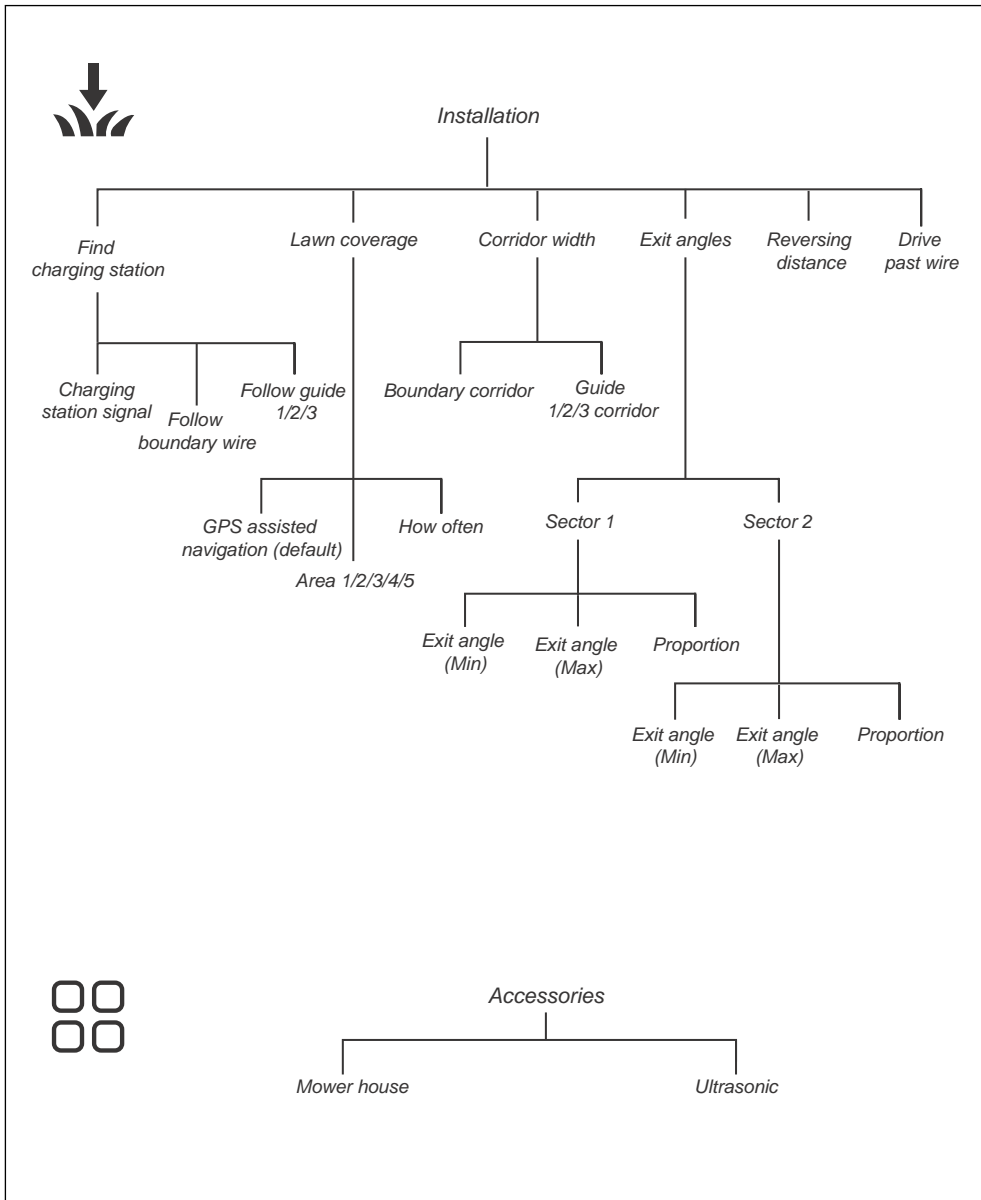 Installation
Find
charging station
Lawn coverage
Corridor width
Exit angles
Reversing
distance
Drive
past wire
Charging
station signal
Follow
boundary wire
Follow guide
1/2/3
Boundary corridor
Guide
1/2/3 corridor
GPS assisted
navigation (default)
Area 1/2/3/4/5
How often
Sector 1
Sector 2
Exit angle
(Min)
Exit angle
(Max)
Proportion
Exit angle
(Min)
Exit angle
(Max)
Proportion
Accessories
Mower house
Ultrasonic